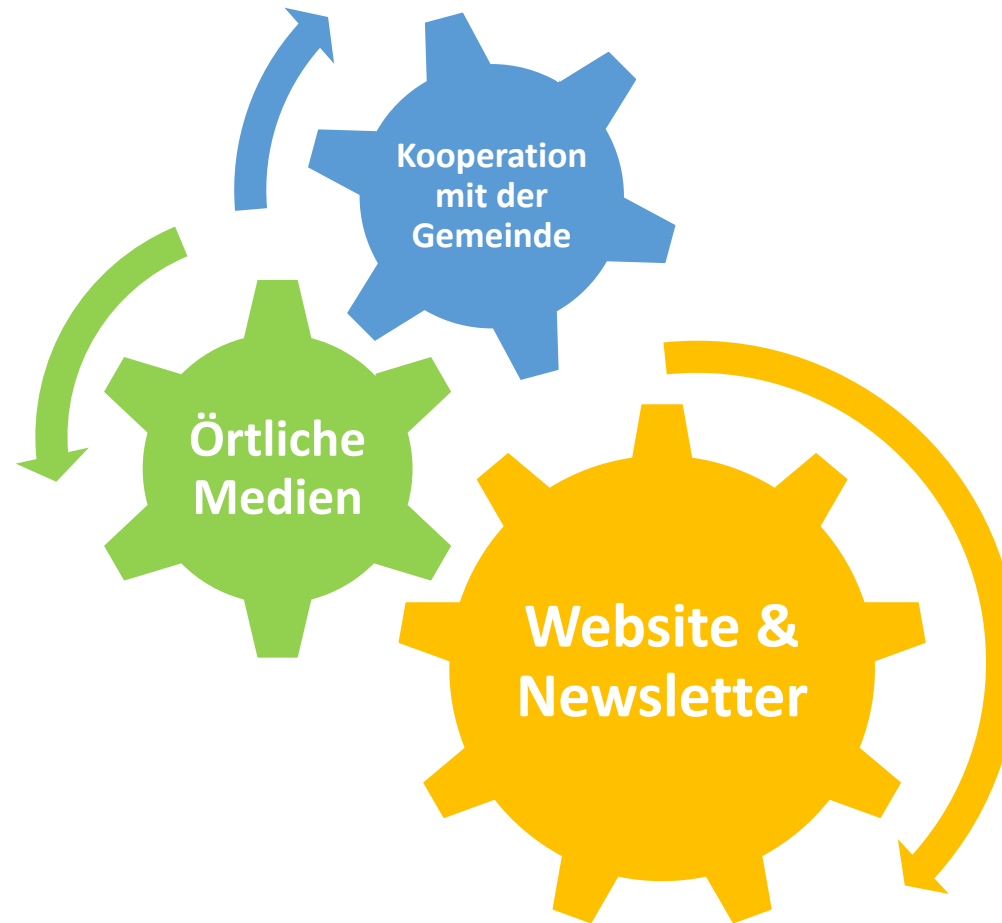 Kooperation
mit der
Gemeinde
Örtliche
Medien
Website &
Newsletter